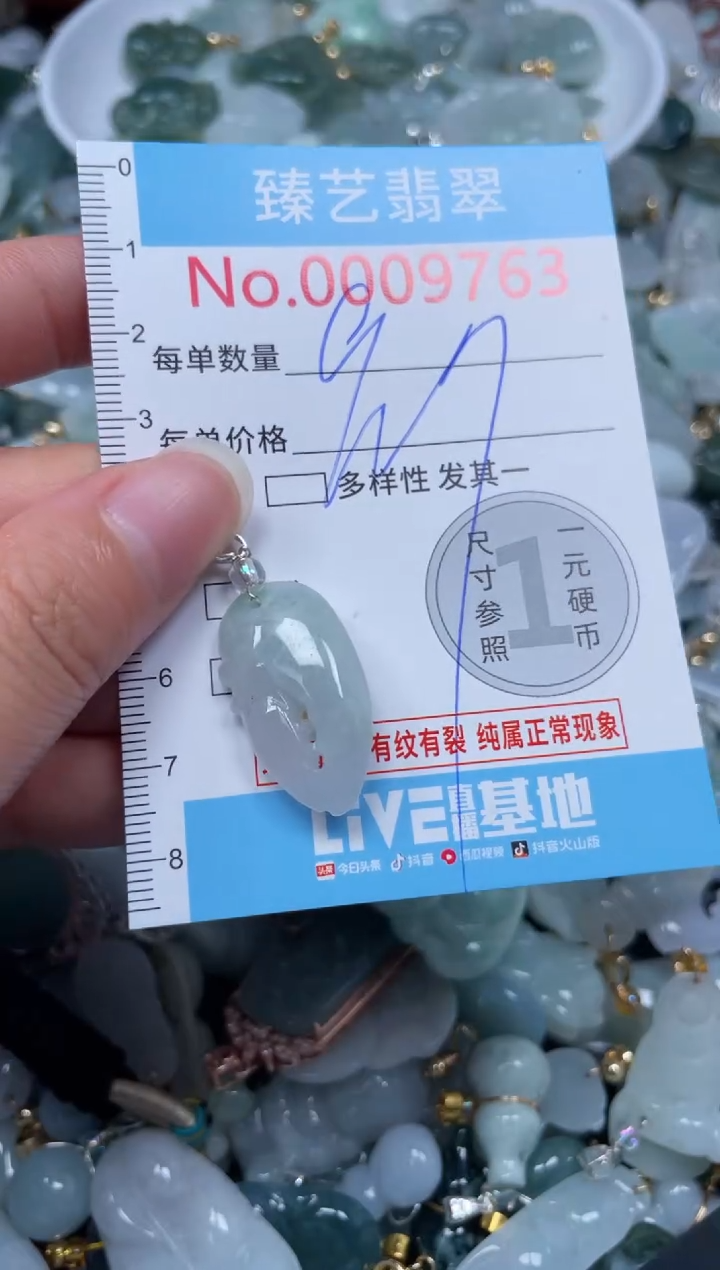 臻艺翡翠
No.0009763
每单数量
每单价格
多样性 发其一
尺寸参照
1
一元硬币
有纹有裂 纯属正常现象
LIVE直播基地
头条 今日头条 抖音 西瓜视频 抖音火山版
0
1
2
3
6
7
8